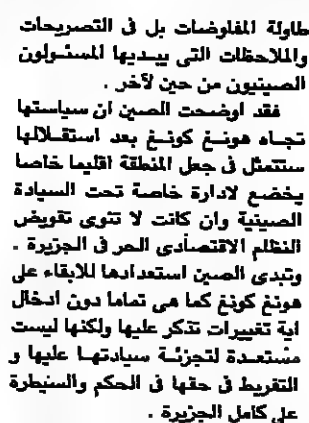 طاولة المفاوضات بل فى التصريحات
والملاحظات التى يبديها المسئولون
الصينيون من حين لآخر .
فقد اوضحت الصين ان سياستها
تجاه هونغ كونغ بعد استقلالها
ستتمثل فى جعل المنطقة اقليما خاصا
يخضع لادارة خاصة تحت السيادة
الصينية وان كانت لا تنوى تقويض
النظام الاقتصادى الحر فى الجزيرة .
وتبدى الصين استعدادها للابقاء على
هونغ كونغ كما هى تماما دون ادخال
اية تغييرات تذكر عليها ولكنها ليست
مستعدة لتجزئة سيادتها عليها و
التفريط فى حقها فى الحكم والسيطرة
على كامل الجزيرة .